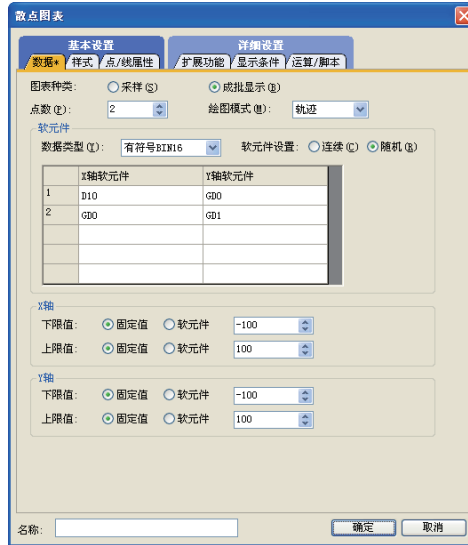 散点图表
基本设置 详细设置
数据* 样式 点/线属性 扩展功能 显示条件 运算/脚本
图表种类: 采样(S) 成批显示(B)
点数(P): 2 绘图模式(M): 轨迹
软元件
数据类型(Y): 有符号BIN16 软元件设置: 连续(C) 随机(R)
X轴软元件 Y轴软元件
1 D10 GD0
2 GD0 GD1
X轴
下限值: 固定值 软元件 -100
上限值: 固定值 软元件 100
Y轴
下限值: 固定值 软元件 -100
上限值: 固定值 软元件 100
名称: 确定 取消